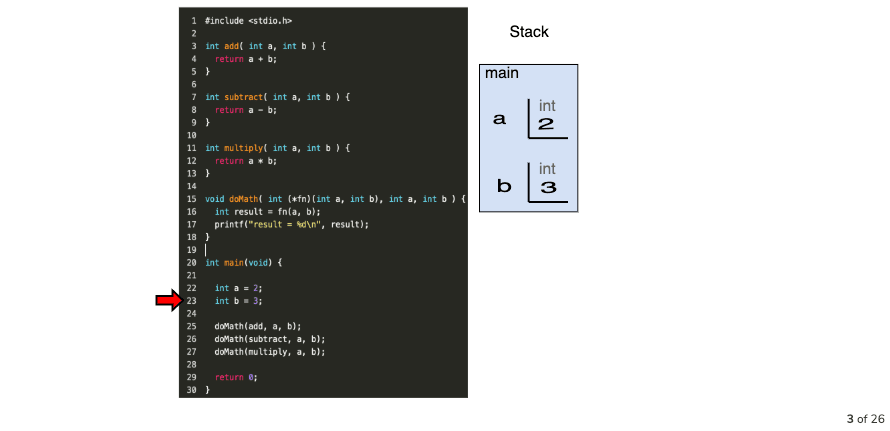 1 #include <stdio.h>
2
3 int add( int a, int b ) {
4   return a + b;
5 }
6
7 int subtract( int a, int b ) {
8   return a - b;
9 }
10
11 int multiply( int a, int b ) {
12   return a * b;
13 }
14
15 void doMath( int (*fn)(int a, int b), int a, int b ) {
16   int result = fn(a, b);
17   printf("result = %d\n", result);
18 }
19
20 int main(void) {
21
22   int a = 2;
23   int b = 3;
24
25   doMath(add, a, b);
26   doMath(subtract, a, b);
27   doMath(multiply, a, b);
28
29   return 0;
30 }
Stack
main
int
a 2
int
b 3
3 of 26